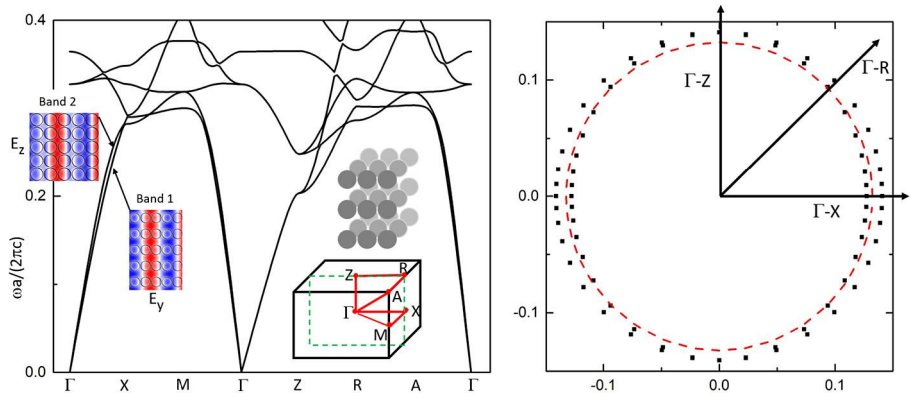 0.4
0.2
0.0
ωa/(2πc)
Band 2
E_z
Band 1
E_y
Z
R
A
Γ
X
M
Γ X M Γ Z R A Γ
0.1
0.0
-0.1
Γ-Z
Γ-R
Γ-X
-0.1 0.0 0.1